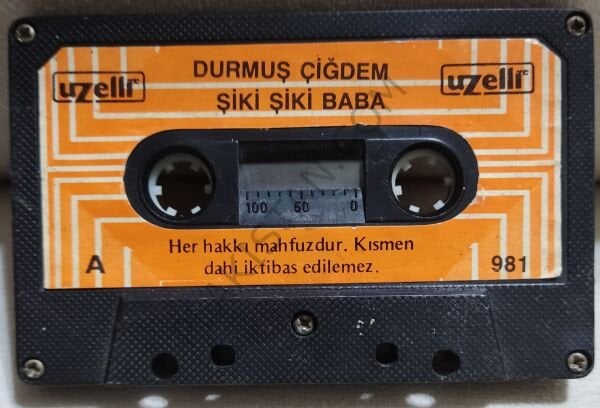 DURMUŞ ÇİĞDEM
ŞİKİ ŞİKİ BABA
uzelli
uzelli
100 50 0
Her hakkı mahfuzdur. Kısmen
dahi iktibas edilemez.
A
981